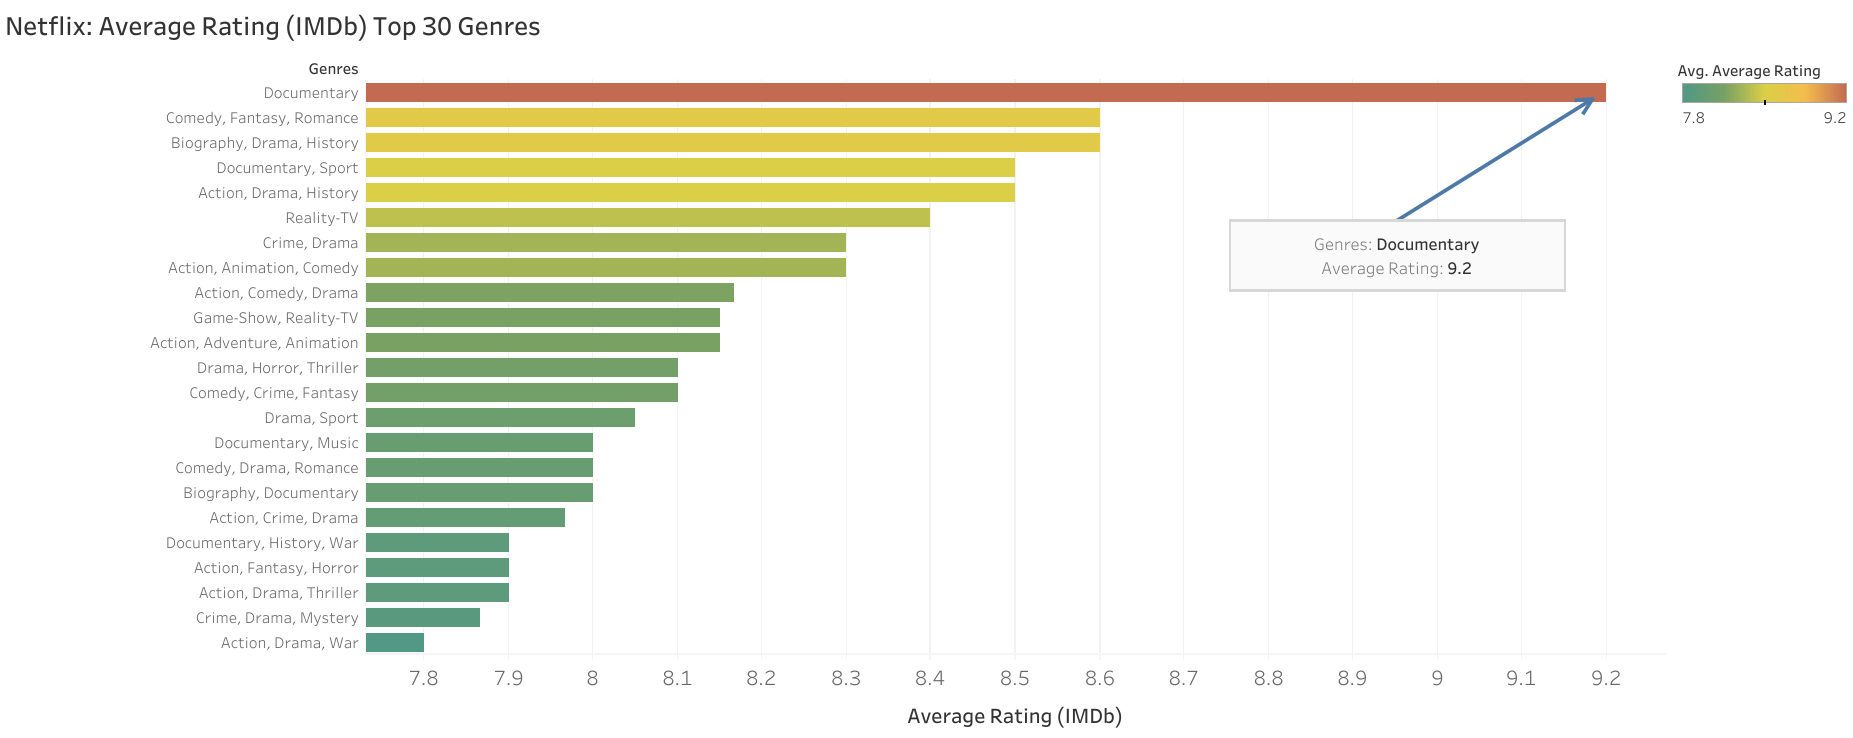 Netflix: Average Rating (IMDb) Top 30 Genres
Genres
Documentary
Comedy, Fantasy, Romance
Biography, Drama, History
Documentary, Sport
Action, Drama, History
Reality-TV
Crime, Drama
Action, Animation, Comedy
Action, Comedy, Drama
Game-Show, Reality-TV
Action, Adventure, Animation
Drama, Horror, Thriller
Comedy, Crime, Fantasy
Drama, Sport
Documentary, Music
Comedy, Drama, Romance
Biography, Documentary
Action, Crime, Drama
Documentary, History, War
Action, Fantasy, Horror
Action, Drama, Thriller
Crime, Drama, Mystery
Action, Drama, War
7.8 7.9 8 8.1 8.2 8.3 8.4 8.5 8.6 8.7 8.8 8.9 9 9.1 9.2
Average Rating (IMDb)
Genres: Documentary
Average Rating: 9.2
Avg. Average Rating
7.8 9.2